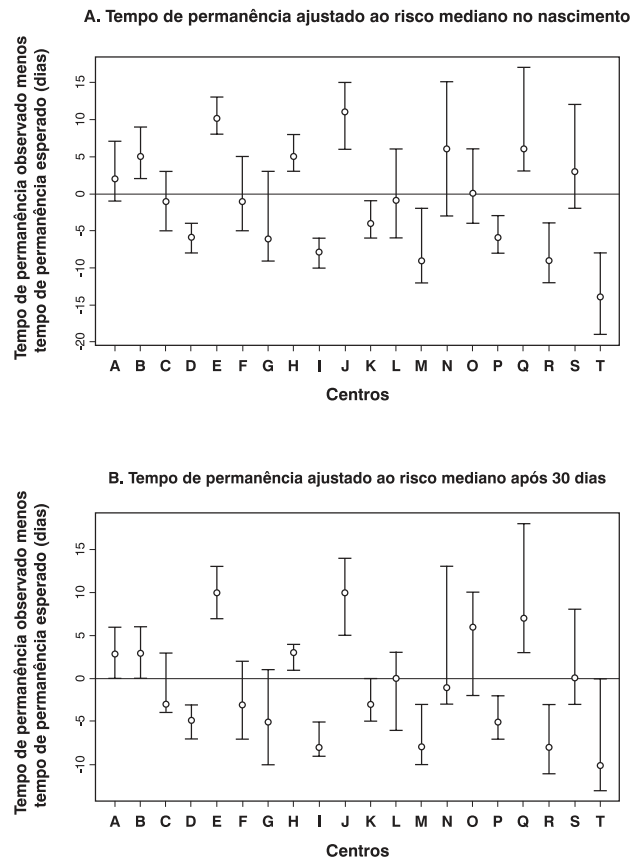 A. Tempo de permanência ajustado ao risco mediano no nascimento
Tempo de permanência observado menos
tempo de permanência esperado (dias)
15
10
5
0
-5
-10
-15
-20
A B C D E F G H I J K L M N O P Q R S T
Centros
B. Tempo de permanência ajustado ao risco mediano após 30 dias
Tempo de permanência observado menos
tempo de permanência esperado (dias)
15
10
5
0
-5
-10
A B C D E F G H I J K L M N O P Q R S T
Centros